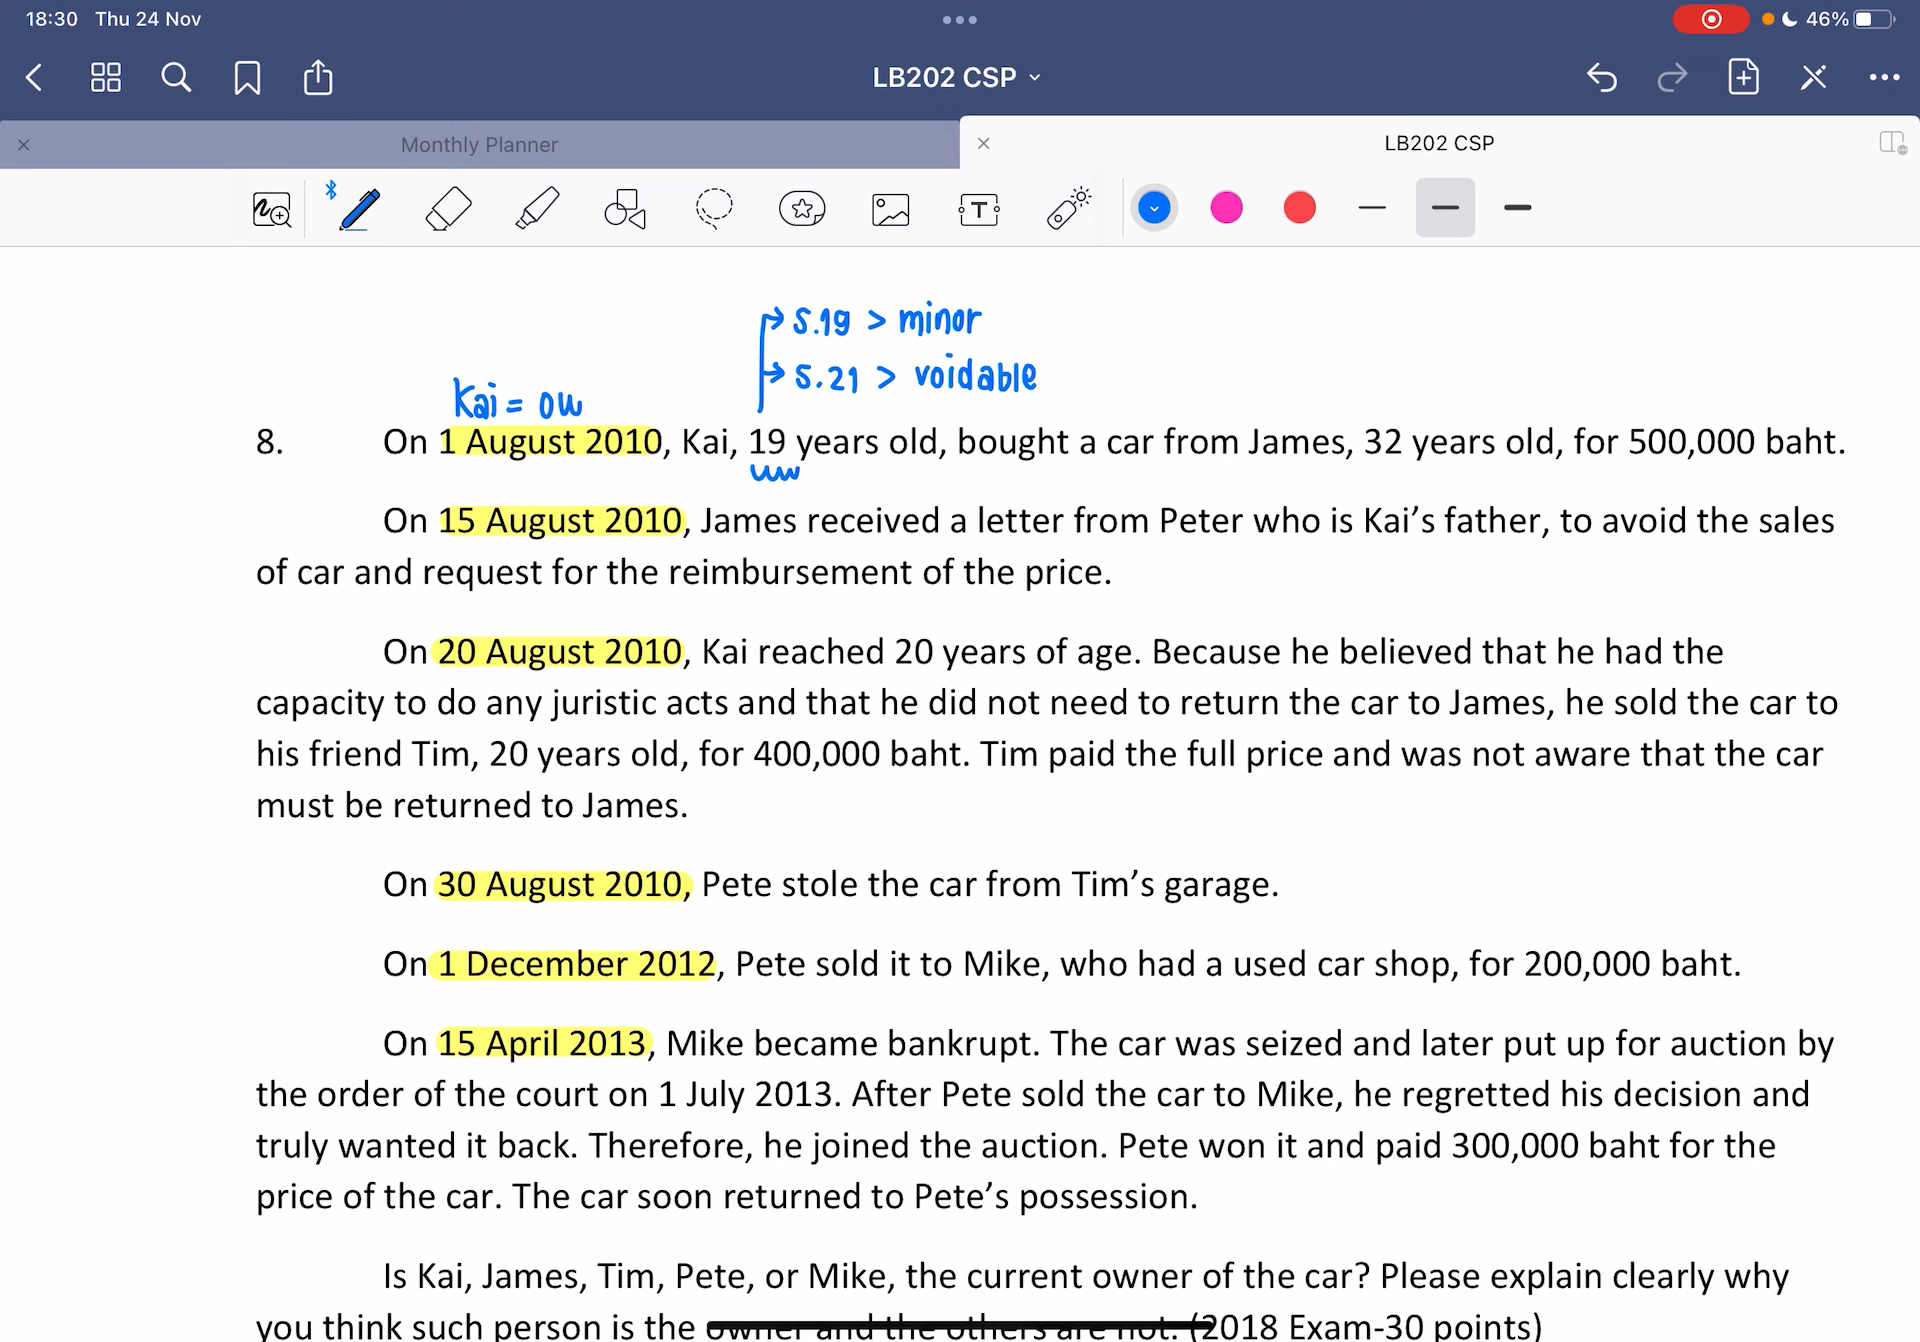 18:30 Thu 24 Nov
46%
LB202 CSP
Monthly Planner
LB202 CSP
T
S.19 > minor
S.21 > voidable
Kai = ow
8. On 1 August 2010, Kai, 19 years old, bought a car from James, 32 years old, for 500,000 baht.
On 15 August 2010, James received a letter from Peter who is Kai’s father, to avoid the sales
of car and request for the reimbursement of the price.
On 20 August 2010, Kai reached 20 years of age. Because he believed that he had the
capacity to do any juristic acts and that he did not need to return the car to James, he sold the car to
his friend Tim, 20 years old, for 400,000 baht. Tim paid the full price and was not aware that the car
must be returned to James.
On 30 August 2010, Pete stole the car from Tim’s garage.
On 1 December 2012, Pete sold it to Mike, who had a used car shop, for 200,000 baht.
On 15 April 2013, Mike became bankrupt. The car was seized and later put up for auction by
the order of the court on 1 July 2013. After Pete sold the car to Mike, he regretted his decision and
truly wanted it back. Therefore, he joined the auction. Pete won it and paid 300,000 baht for the
price of the car. The car soon returned to Pete’s possession.
Is Kai, James, Tim, Pete, or Mike, the current owner of the car? Please explain clearly why
you think such person is the owner and the others are not. (2018 Exam-30 points)